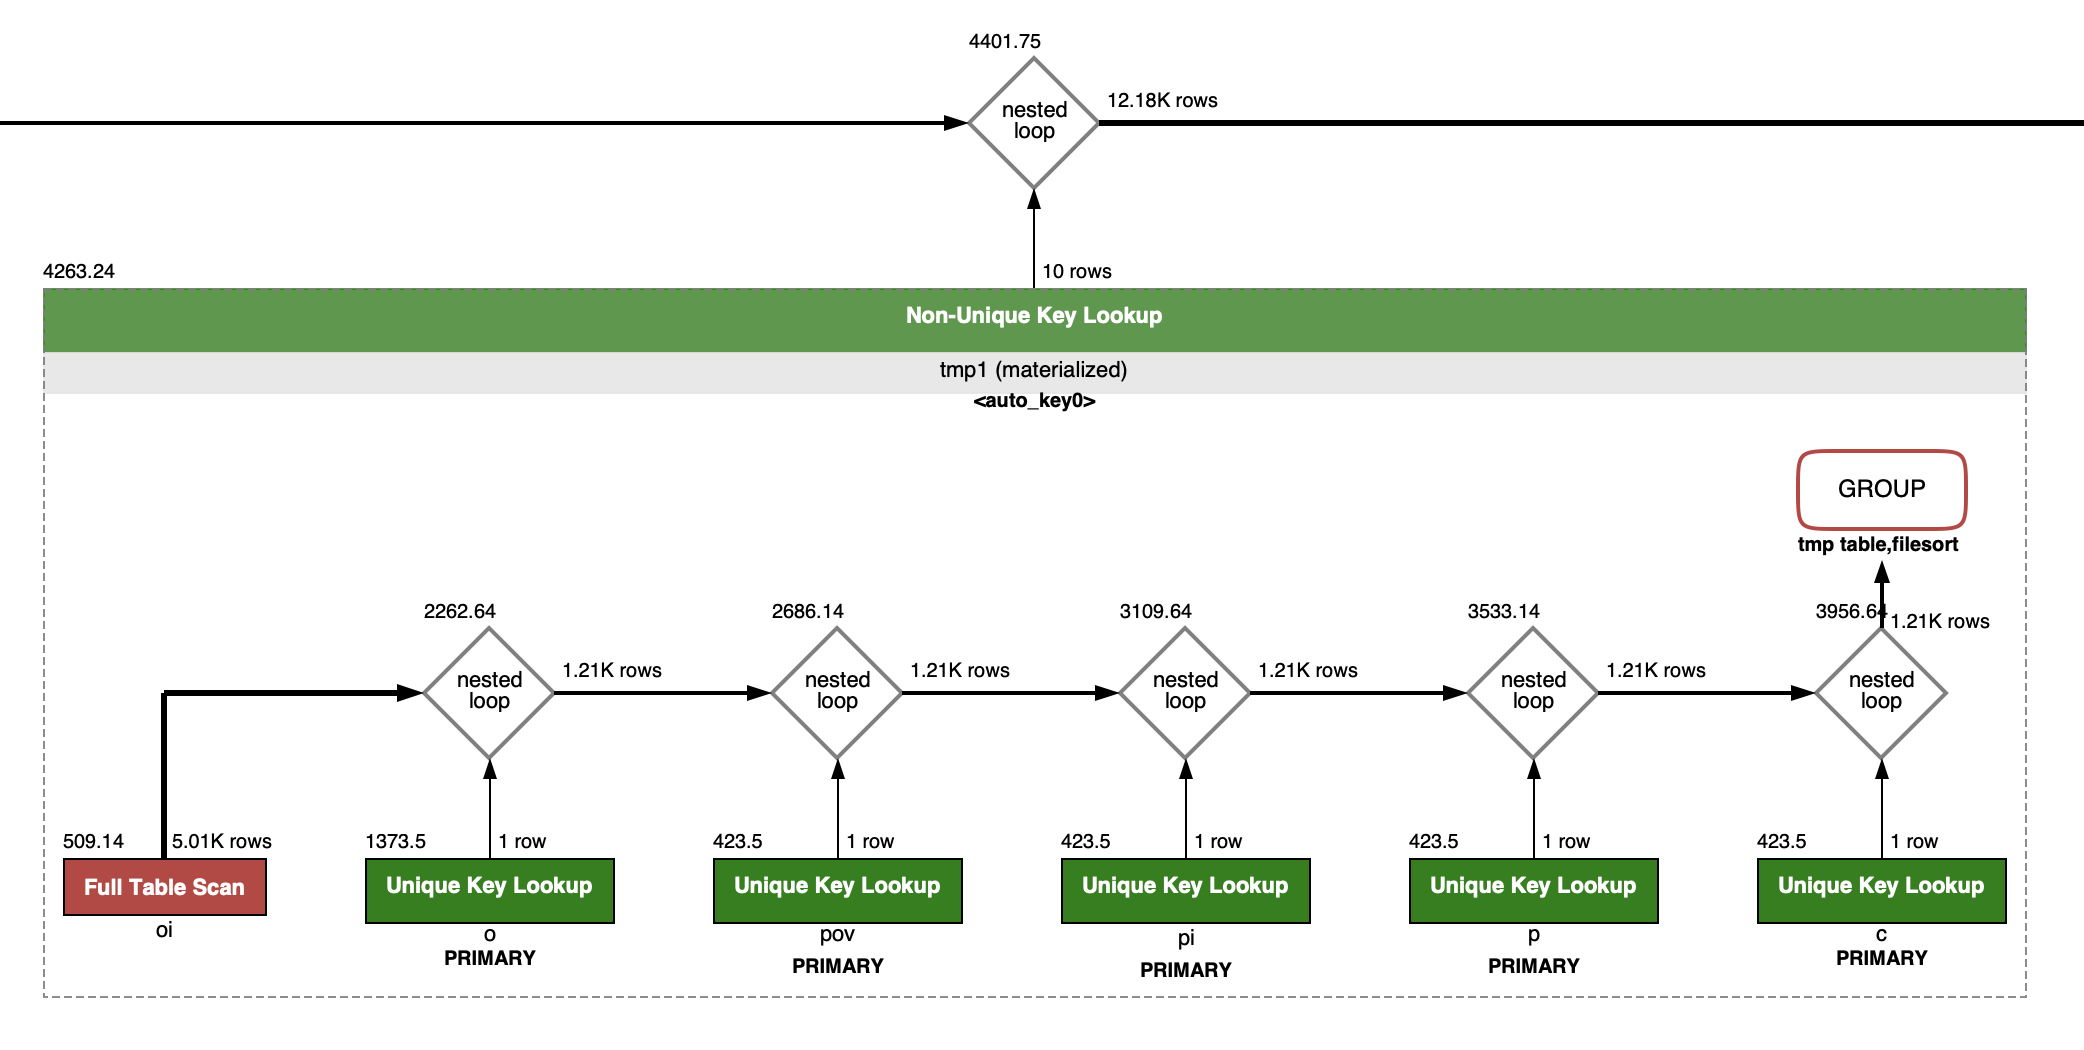 4401.75
nested
loop
12.18K rows
4263.24
10 rows
Non-Unique Key Lookup
tmp1 (materialized)
<auto_key0>
GROUP
tmp table,filesort
2262.64
2686.14
3109.64
3533.14
3956.64
1.21K rows
nested
loop
1.21K rows
nested
loop
1.21K rows
nested
loop
1.21K rows
nested
loop
1.21K rows
nested
loop
509.14
5.01K rows
1373.5
1 row
423.5
1 row
423.5
1 row
423.5
1 row
423.5
1 row
Full Table Scan
oi
Unique Key Lookup
o
PRIMARY
Unique Key Lookup
pov
PRIMARY
Unique Key Lookup
pi
PRIMARY
Unique Key Lookup
p
PRIMARY
Unique Key Lookup
c
PRIMARY